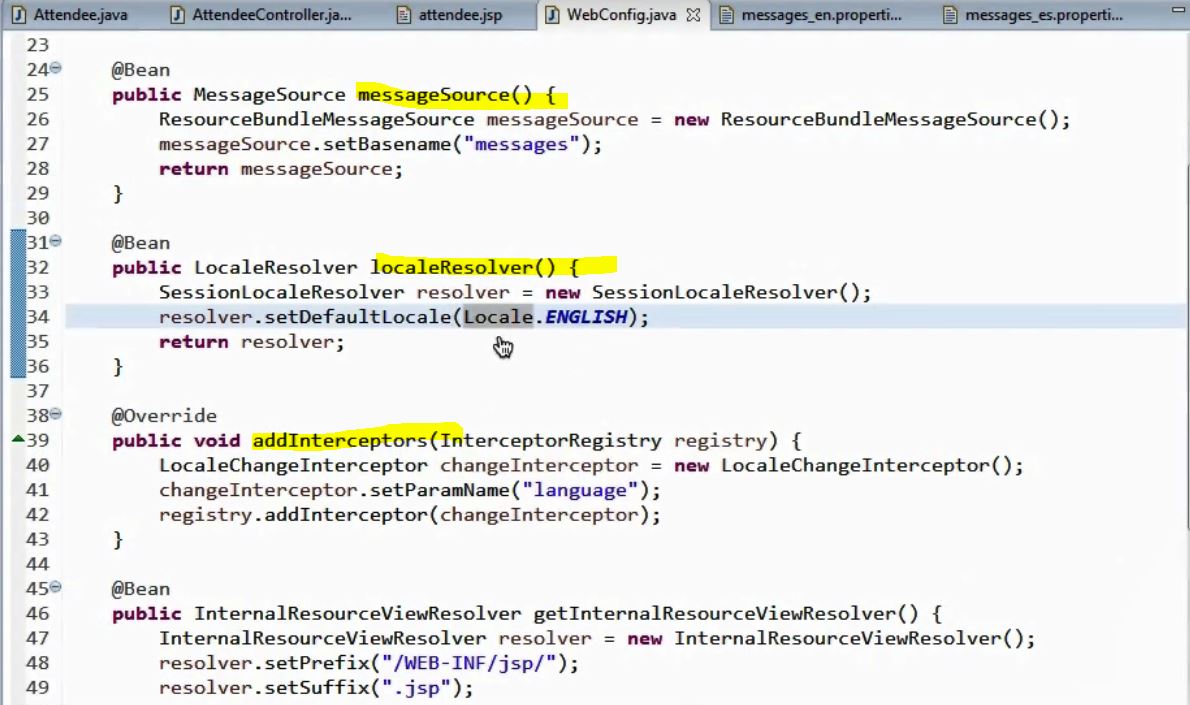 Attendee.java AttendeeController.ja... attendee.jsp WebConfig.java messages_en.properti... messages_es.properti...
23
24 @Bean
25 public MessageSource messageSource() {
26 ResourceBundleMessageSource messageSource = new ResourceBundleMessageSource();
27 messageSource.setBasename("messages");
28 return messageSource;
29 }
30
31 @Bean
32 public LocaleResolver localeResolver() {
33 SessionLocaleResolver resolver = new SessionLocaleResolver();
34 resolver.setDefaultLocale(Locale.ENGLISH);
35 return resolver;
36 }
37
38 @Override
39 public void addInterceptors(InterceptorRegistry registry) {
40 LocaleChangeInterceptor changeInterceptor = new LocaleChangeInterceptor();
41 changeInterceptor.setParamName("language");
42 registry.addInterceptor(changeInterceptor);
43 }
44
45 @Bean
46 public InternalResourceViewResolver getInternalResourceViewResolver() {
47 InternalResourceViewResolver resolver = new InternalResourceViewResolver();
48 resolver.setPrefix("/WEB-INF/jsp/");
49 resolver.setSuffix(".jsp");